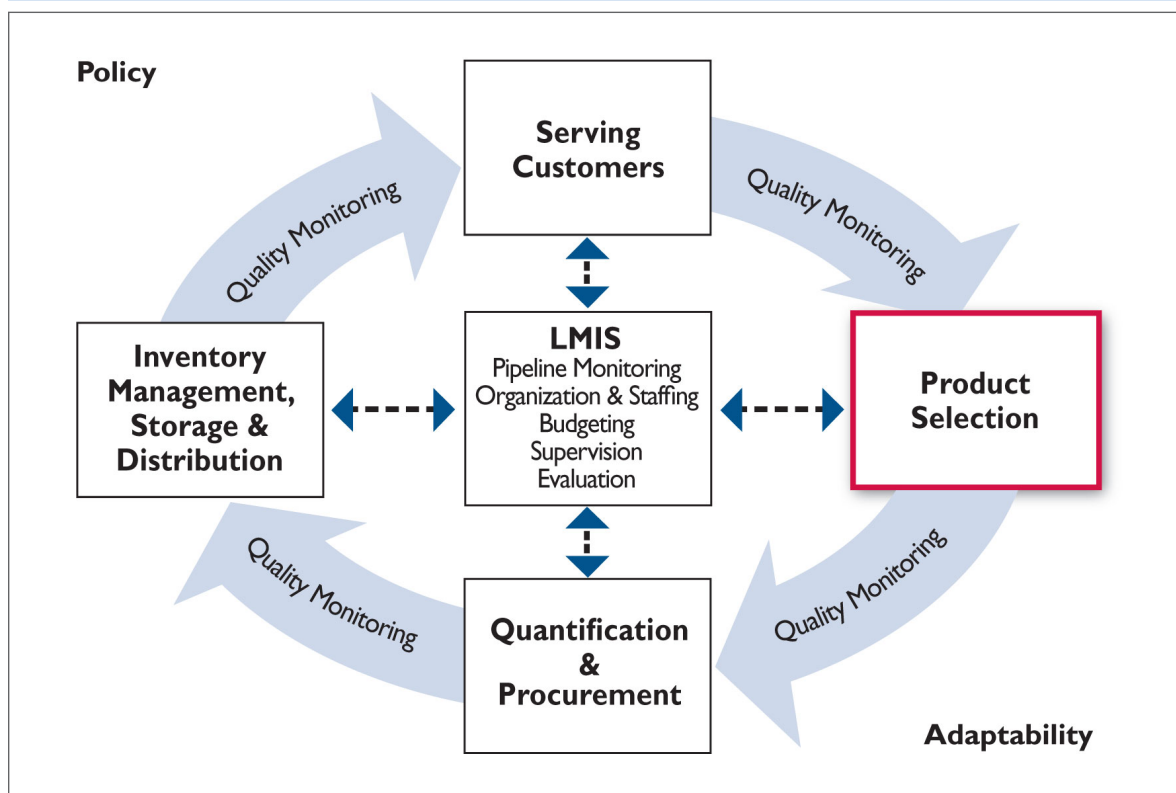 Policy
Serving
Customers
Quality Monitoring
Quality Monitoring
Inventory
Management,
Storage &
Distribution
LMIS
Pipeline Monitoring
Organization & Staffing
Budgeting
Supervision
Evaluation
Product
Selection
Quality Monitoring
Quality Monitoring
Quantification
&
Procurement
Adaptability